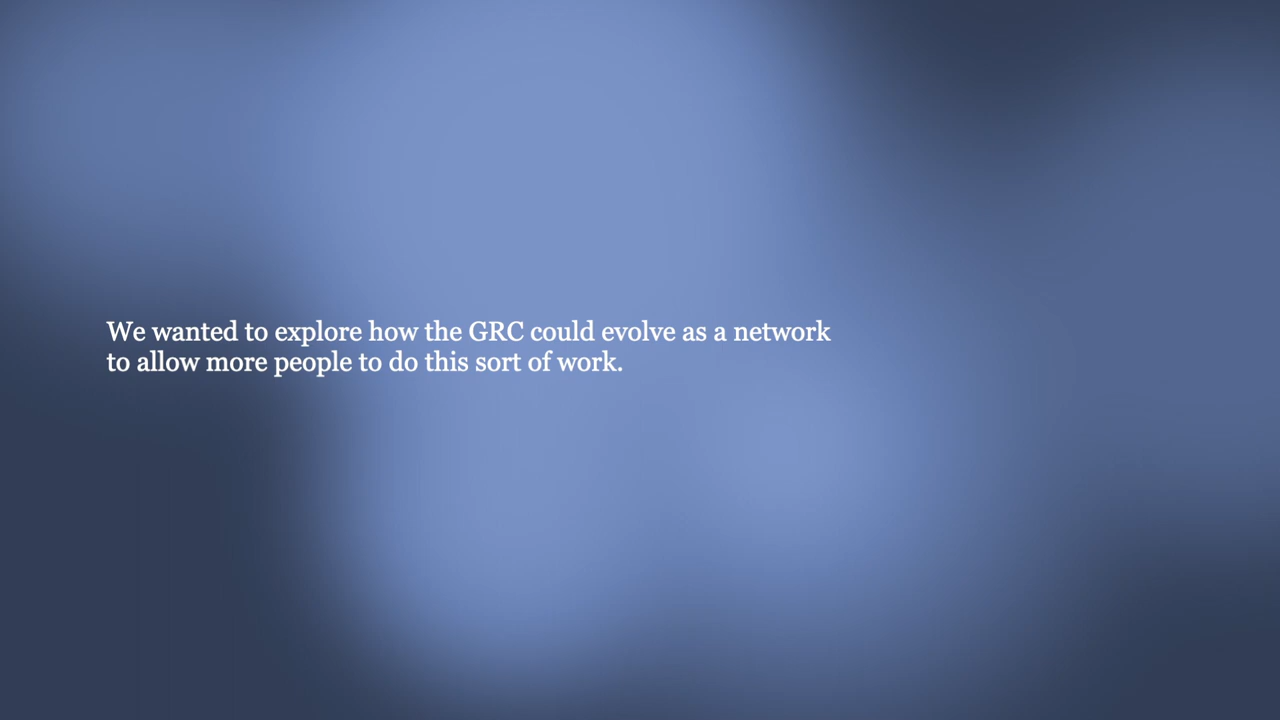 We wanted to explore how the GRC could evolve as a network
to allow more people to do this sort of work.